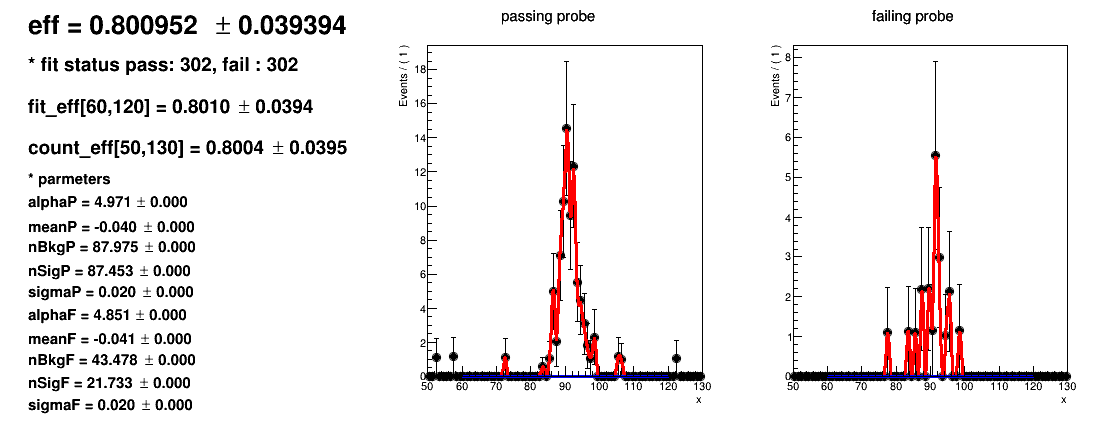 eff = 0.800952 ± 0.039394
* fit status pass: 302, fail : 302
fit_eff[60,120] = 0.8010 ± 0.0394
count_eff[50,130] = 0.8004 ± 0.0395
* parmeters
alphaP = 4.971 ± 0.000
meanP = -0.040 ± 0.000
nBkgP = 87.975 ± 0.000
nSigP = 87.453 ± 0.000
sigmaP = 0.020 ± 0.000
alphaF = 4.851 ± 0.000
meanF = -0.041 ± 0.000
nBkgF = 43.478 ± 0.000
nSigF = 21.733 ± 0.000
sigmaF = 0.020 ± 0.000
passing probe
Events / ( 1 )
18
16
14
12
10
8
6
4
2
0
50 60 70 80 90 100 110 120 130
x
failing probe
Events / ( 1 )
8
7
6
5
4
3
2
1
0
50 60 70 80 90 100 110 120 130
x